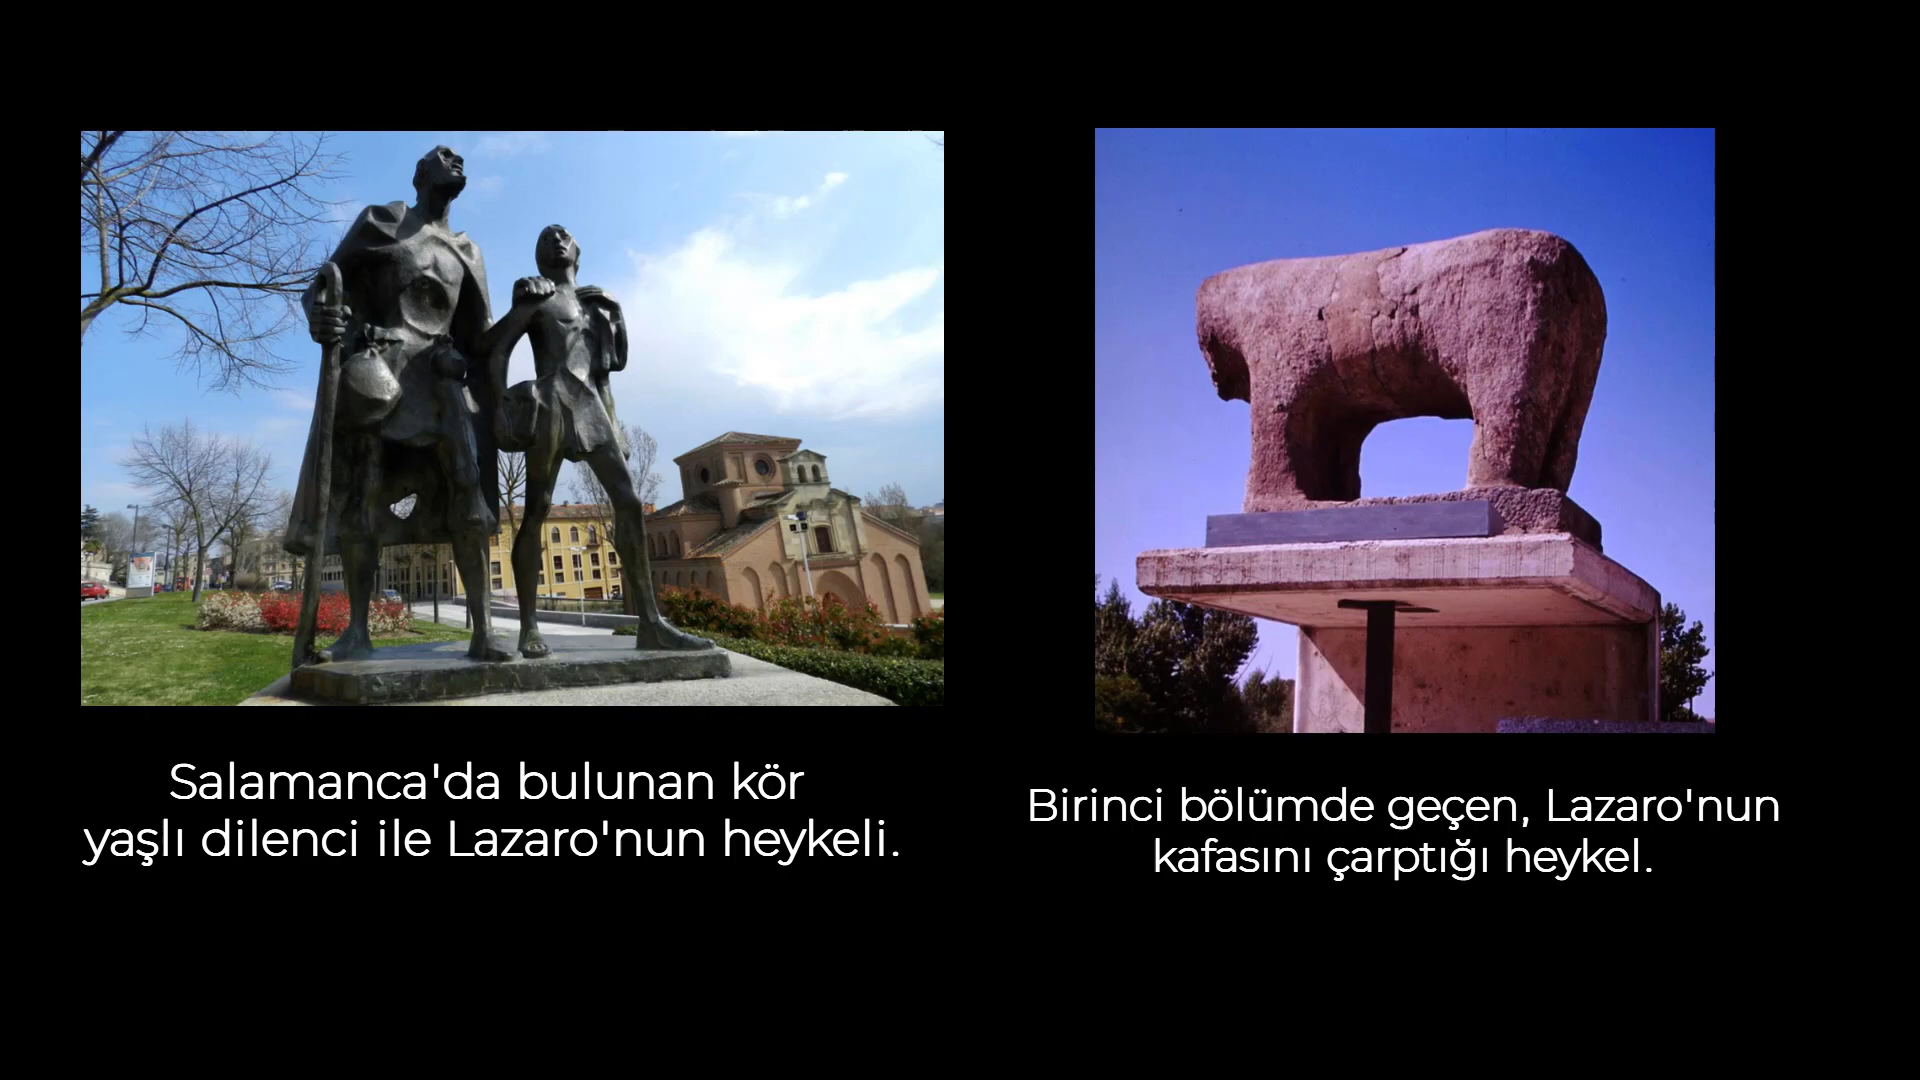 Salamanca'da bulunan kör
yaşlı dilenci ile Lazaro'nun heykeli.
Birinci bölümde geçen, Lazaro'nun
kafasını çarptığı heykel.